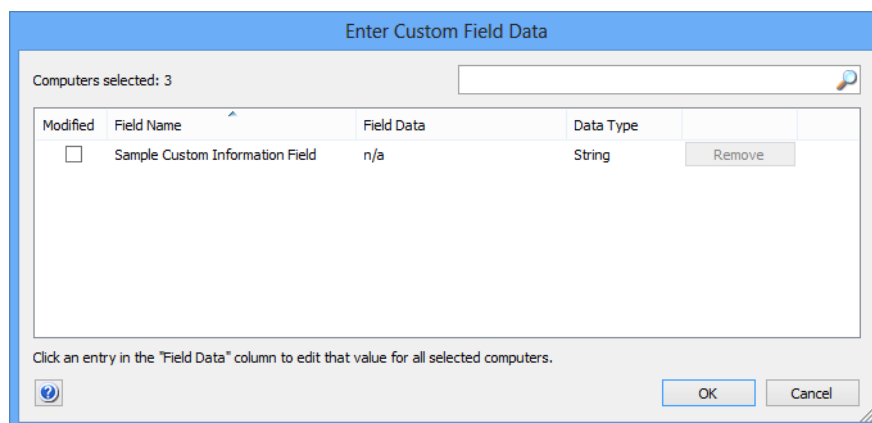 Enter Custom Field Data
Computers selected: 3
Modified Field Name Field Data Data Type
Sample Custom Information Field n/a String Remove
Click an entry in the "Field Data" column to edit that value for all selected computers.
? OK Cancel